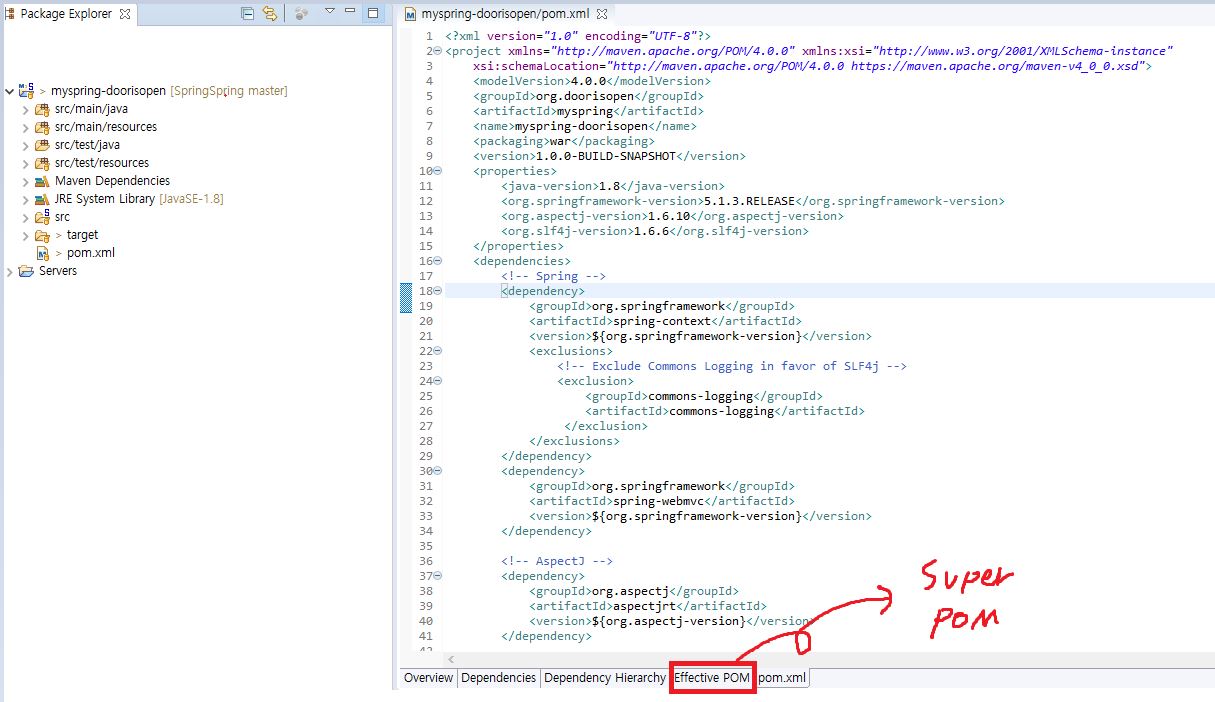 Package Explorer
myspring-doorisopen [SpringSpring master]
src/main/java
src/main/resources
src/test/java
src/test/resources
Maven Dependencies
JRE System Library [JavaSE-1.8]
src
> target
> pom.xml
Servers
myspring-doorisopen/pom.xml
1 <?xml version="1.0" encoding="UTF-8"?>
2 <project xmlns="http://maven.apache.org/POM/4.0.0" xmlns:xsi="http://www.w3.org/2001/XMLSchema-instance"
3 xsi:schemaLocation="http://maven.apache.org/POM/4.0.0 https://maven.apache.org/maven-v4_0_0.xsd">
4 <modelVersion>4.0.0</modelVersion>
5 <groupId>org.doorisopen</groupId>
6 <artifactId>myspring</artifactId>
7 <name>myspring-doorisopen</name>
8 <packaging>war</packaging>
9 <version>1.0.0-BUILD-SNAPSHOT</version>
10 <properties>
11 <java-version>1.8</java-version>
12 <org.springframework-version>5.1.3.RELEASE</org.springframework-version>
13 <org.aspectj-version>1.6.10</org.aspectj-version>
14 <org.slf4j-version>1.6.6</org.slf4j-version>
15 </properties>
16 <dependencies>
17 <!-- Spring -->
18 <dependency>
19 <groupId>org.springframework</groupId>
20 <artifactId>spring-context</artifactId>
21 <version>${org.springframework-version}</version>
22 <exclusions>
23 <!-- Exclude Commons Logging in favor of SLF4j -->
24 <exclusion>
25 <groupId>commons-logging</groupId>
26 <artifactId>commons-logging</artifactId>
27 </exclusion>
28 </exclusions>
29 </dependency>
30 <dependency>
31 <groupId>org.springframework</groupId>
32 <artifactId>spring-webmvc</artifactId>
33 <version>${org.springframework-version}</version>
34 </dependency>
35
36 <!-- AspectJ -->
37 <dependency>
38 <groupId>org.aspectj</groupId>
39 <artifactId>aspectjrt</artifactId>
40 <version>${org.aspectj-version}</version>
41 </dependency>
Super
POM
Overview Dependencies Dependency Hierarchy Effective POM pom.xml